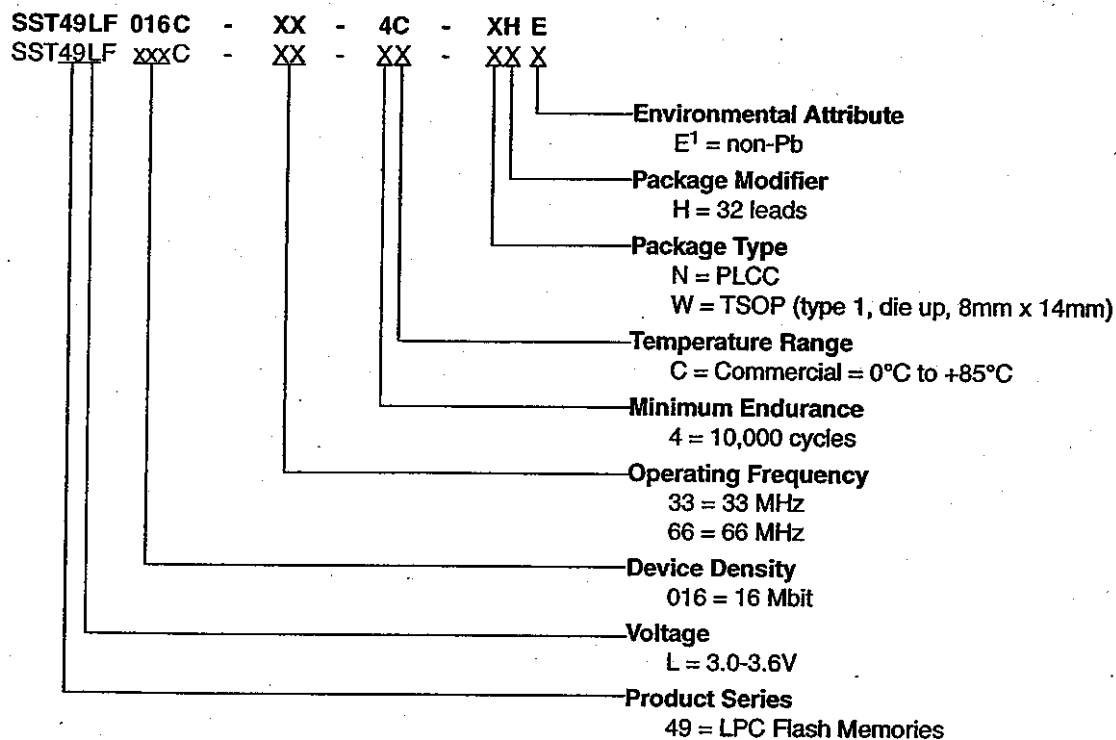 SST49LF 016C - XX - 4C - XH E
SST49LF xxxC - XX - XX - XX X
Environmental Attribute
E1 = non-Pb
Package Modifier
H = 32 leads
Package Type
N = PLCC
W = TSOP (type 1, die up, 8mm x 14mm)
Temperature Range
C = Commercial = 0°C to +85°C
Minimum Endurance
4 = 10,000 cycles
Operating Frequency
33 = 33 MHz
66 = 66 MHz
Device Density
016 = 16 Mbit
Voltage
L = 3.0-3.6V
Product Series
49 = LPC Flash Memories